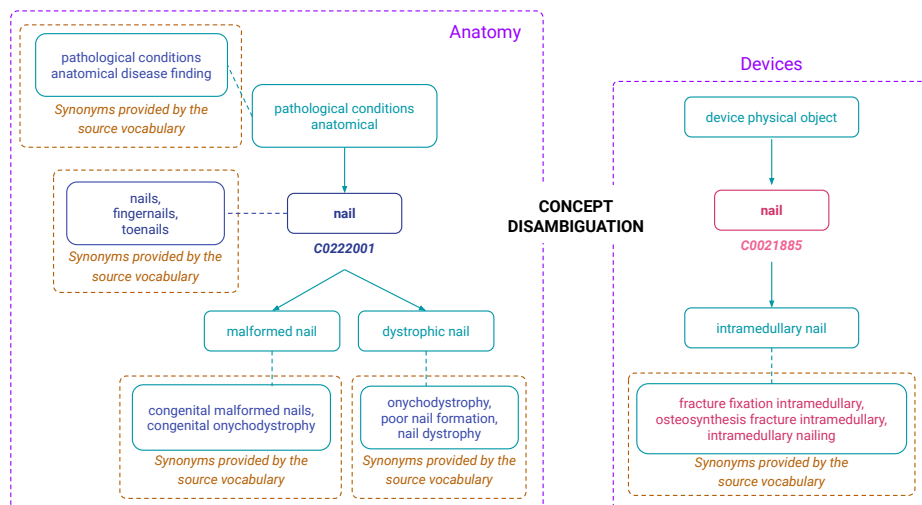 Anatomy
pathological conditions
anatomical disease finding
Synonyms provided by the
source vocabulary
pathological conditions
anatomical
nails,
fingernails,
toenails
Synonyms provided by the
source vocabulary
nail
C0222001
malformed nail
dystrophic nail
congenital malformed nails,
congenital onychodystrophy
Synonyms provided by the
source vocabulary
onychodystrophy,
poor nail formation,
nail dystrophy
Synonyms provided by the
source vocabulary
CONCEPT
DISAMBIGUATION
Devices
device physical object
nail
C0021885
intramedullary nail
fracture fixation intramedullary,
osteosynthesis fracture intramedullary,
intramedullary nailing
Synonyms provided by the
source vocabulary